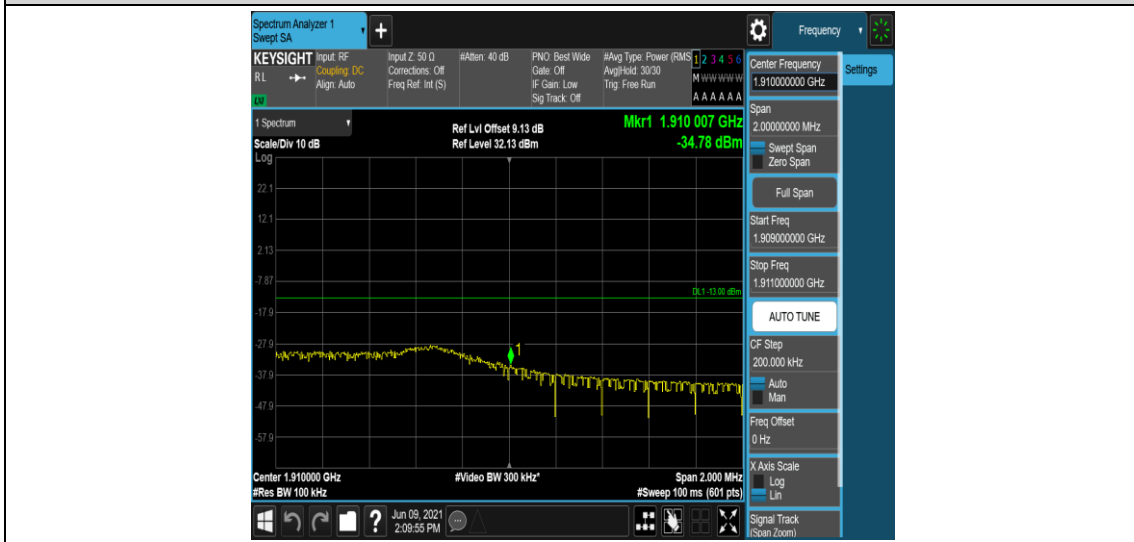 Spectrum Analyzer 1
Swept SA
Frequency
KEYSIGHT
RL
Input: RF
Coupling: DC
Align: Auto
Input Z: 50 Ω
Corrections: Off
Freq Ref: Int (S)
#Atten: 40 dB
PNO: Best Wide
Gate: Off
IF Gain: Low
Sig Track: Off
#Avg Type: Power (RMS
Avg|Hold: 30/30
Trig: Free Run
1 2 3 4 5 6
M W W W W W
A A A A A A
1 Spectrum
Scale/Div 10 dB
Log
Ref Lvl Offset 9.13 dB
Ref Level 32.13 dBm
Mkr1 1.910 007 GHz
-34.78 dBm
22.1
12.1
2.13
-7.87
DL1 -13.00 dBm
-17.9
-27.9
1
-37.9
-47.9
-57.9
Center 1.910000 GHz
#Video BW 300 kHz*
Span 2.000 MHz
#Res BW 100 kHz
#Sweep 100 ms (601 pts)
Jun 09, 2021
2:09:55 PM
Center Frequency
1.910000000 GHz
Settings
Span
2.00000000 MHz
Swept Span
Zero Span
Full Span
Start Freq
1.909000000 GHz
Stop Freq
1.911000000 GHz
AUTO TUNE
CF Step
200.000 kHz
Auto
Man
Freq Offset
0 Hz
X Axis Scale
Log
Lin
Signal Track
(Span Zoom)